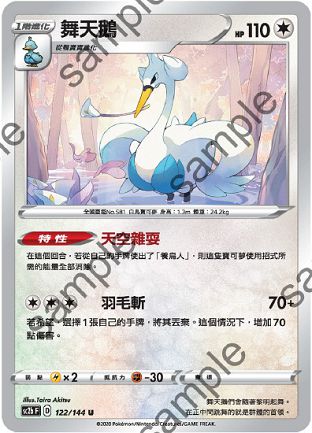 1階進化
舞天鵝
HP 110
從鴨寶寶進化
sample
sample
sample
sample
sample
全國圖鑑No.581 白鳥寶可夢 身高：1.3m 體重：24.2kg
特性 天空雜耍
在這個回合，若從自己的手牌使出了「養鳥人」，則這隻寶可夢使用招式所
需的能量全部消除。
羽毛斬 70+
若希望，選擇1張自己的手牌，將其丟棄。這個情況下，增加70
點傷害。
弱點 ×2 抵抗力 -30 撤退
Illus. Taira Akitsu
sc3b F D 122/144 U
舞天鵝們會隨著黎明起舞。
在正中間跳舞的就是群體的首領。
©2020 Pokémon/Nintendo/Creatures/GAME FREAK.